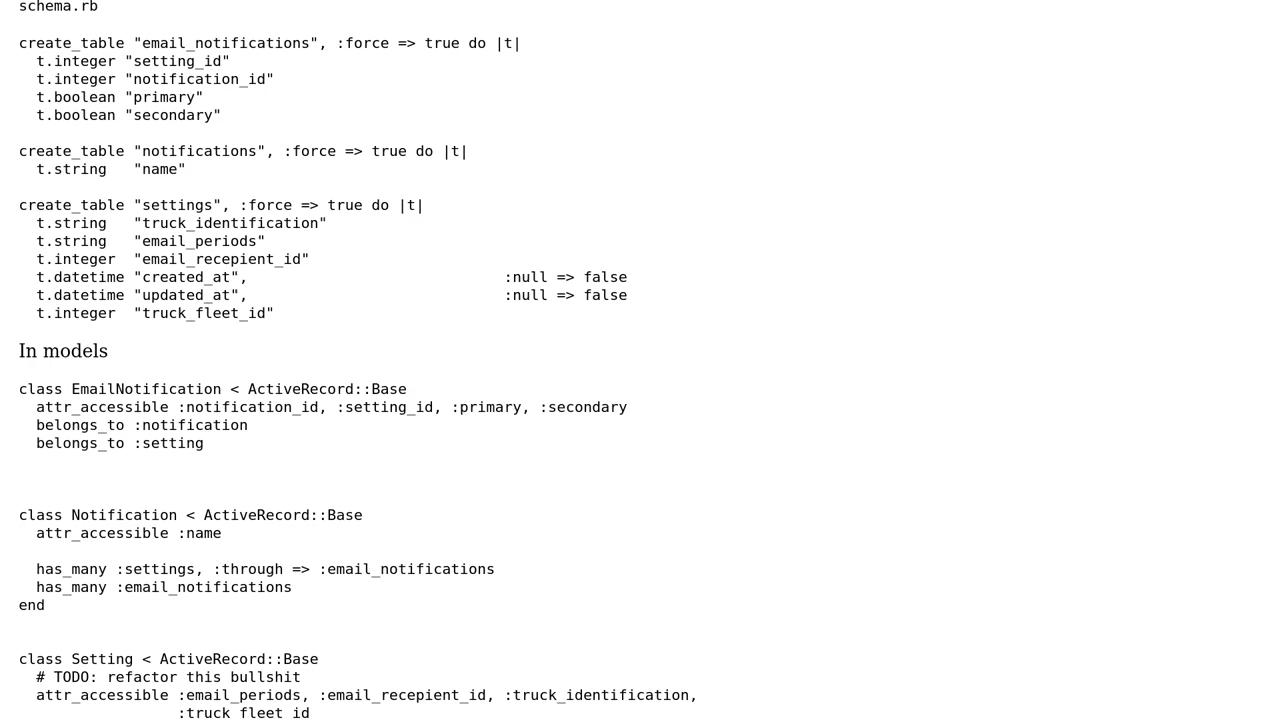 schema.rb
create_table "email_notifications", :force => true do |t|
t.integer "setting_id"
t.integer "notification_id"
t.boolean "primary"
t.boolean "secondary"
create_table "notifications", :force => true do |t|
t.string   "name"
create_table "settings", :force => true do |t|
t.string   "truck_identification"
t.string   "email_periods"
t.integer  "email_recepient_id"
t.datetime "created_at",                             :null => false
t.datetime "updated_at",                             :null => false
t.integer  "truck_fleet_id"
In models
class EmailNotification < ActiveRecord::Base
attr_accessible :notification_id, :setting_id, :primary, :secondary
belongs_to :notification
belongs_to :setting
class Notification < ActiveRecord::Base
attr_accessible :name
has_many :settings, :through => :email_notifications
has_many :email_notifications
end
class Setting < ActiveRecord::Base
# TODO: refactor this bullshit
attr_accessible :email_periods, :email_recepient_id, :truck_identification,
:truck_fleet_id